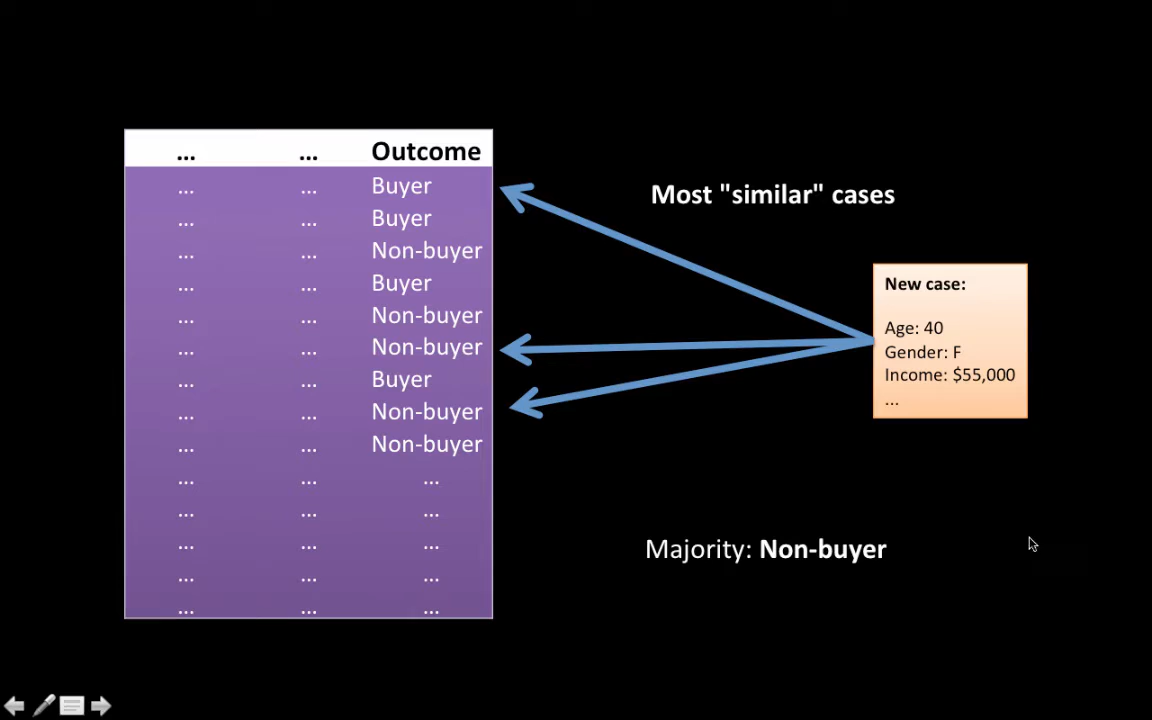 ... ... Outcome
... ... Buyer
... ... Buyer
... ... Non-buyer
... ... Buyer
... ... Non-buyer
... ... Non-buyer
... ... Buyer
... ... Non-buyer
... ... Non-buyer
... ... ...
... ... ...
... ... ...
... ... ...
... ... ...
Most "similar" cases
New case:
Age: 40
Gender: F
Income: $55,000
...
Majority: Non-buyer